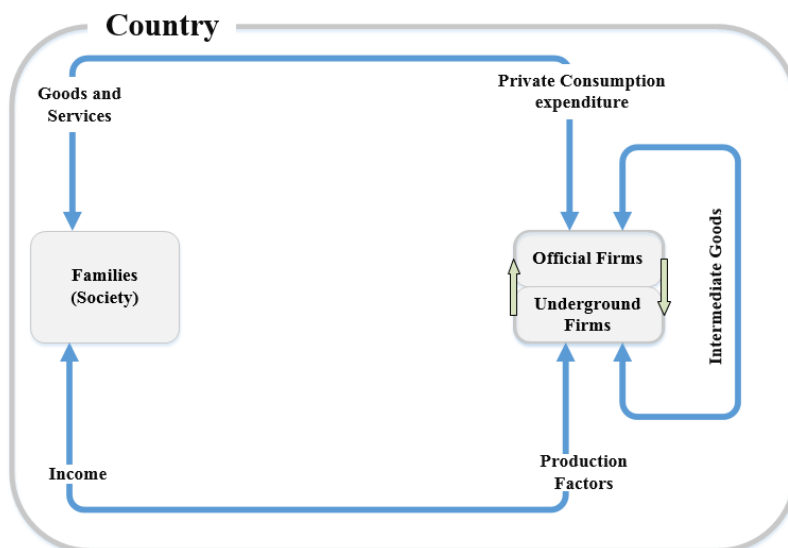 Country
Goods and
Services
Private Consumption
expenditure
Families
(Society)
Official Firms
Underground
Firms
Intermediate Goods
Income
Production
Factors